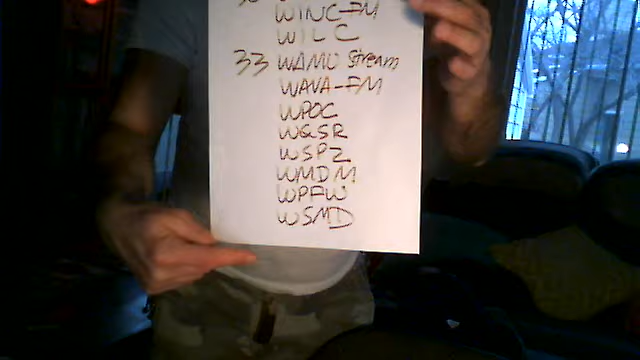 WINC-FM
WILC
33 WAMU Stream
WAVA-FM
WPOC
WGSR
WSPZ
WMDM
WPFW
WSMD